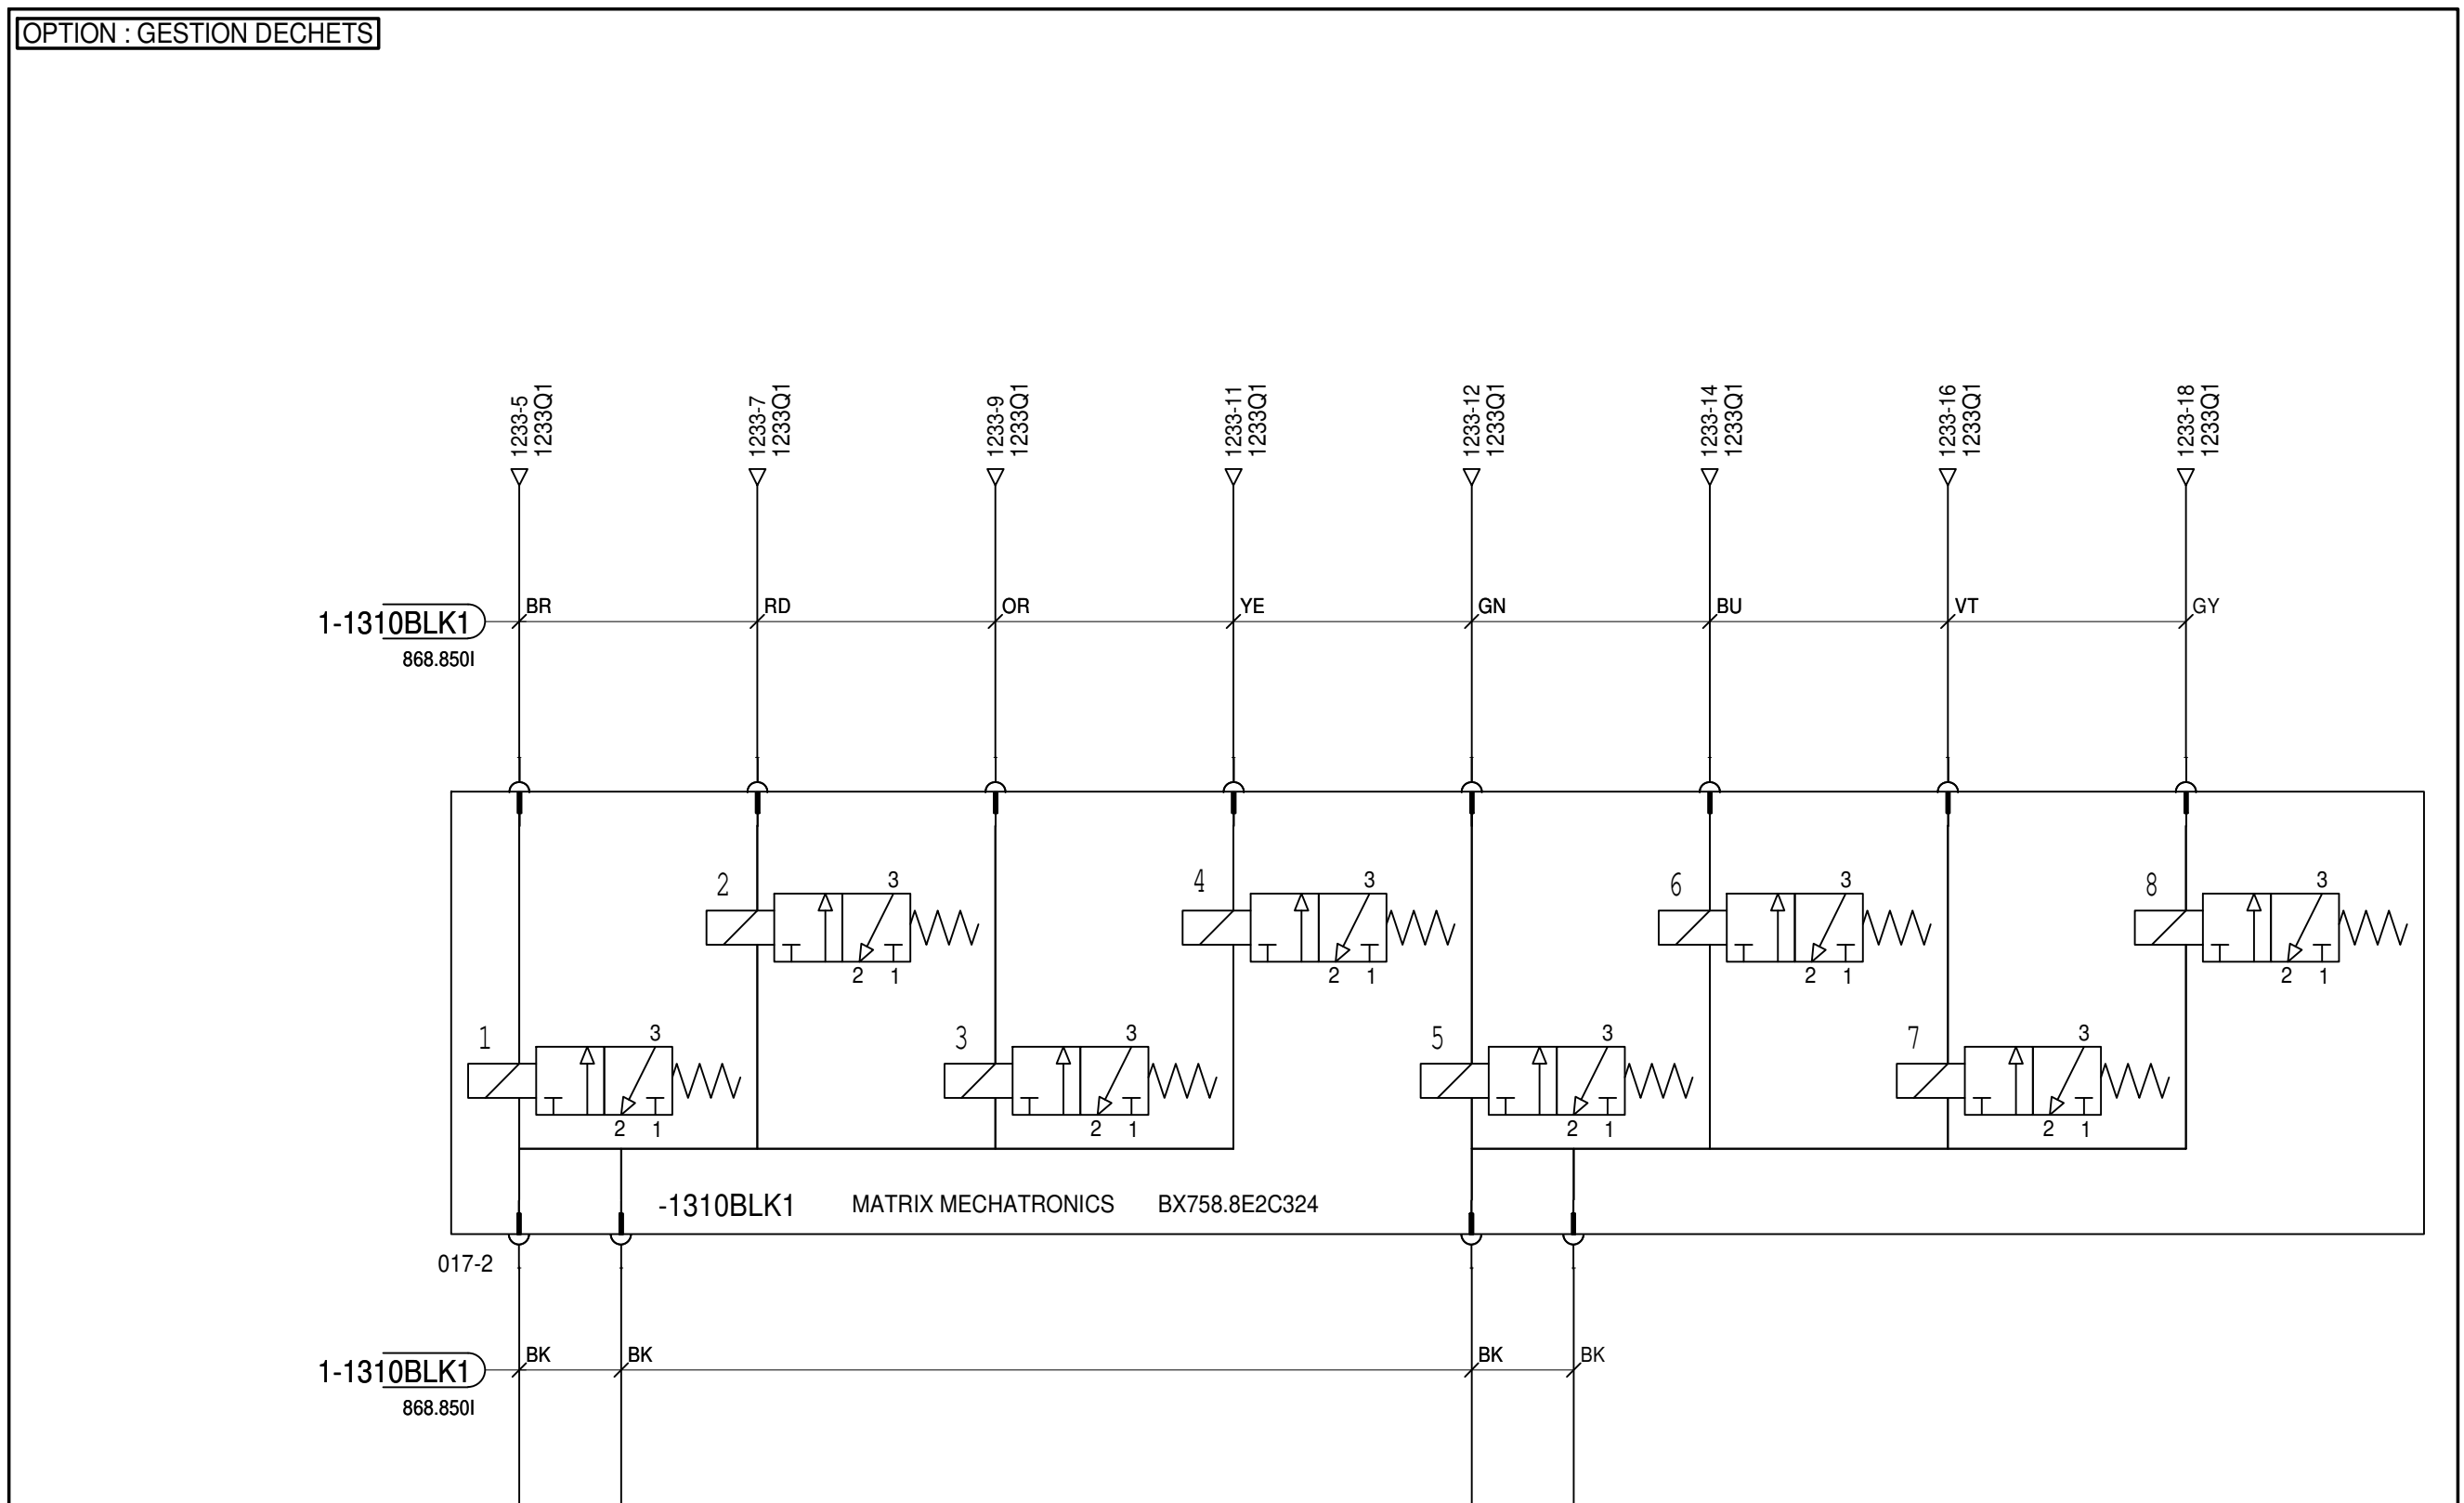 OPTION : GESTION DECHETS
1233-5
1233Q1
1233-7
1233Q1
1233-9
1233Q1
1233-11
1233Q1
1233-12
1233Q1
1233-14
1233Q1
1233-16
1233Q1
1233-18
1233Q1
1-1310BLK1
BR
RD
OR
YE
GN
BU
VT
GY
868.850I
2
3
4
3
6
3
8
3
2 1
2 1
2 1
2 1
1
3
3
3
5
3
7
3
2 1
2 1
2 1
2 1
-1310BLK1 MATRIX MECHATRONICS BX758.8E2C324
017-2
1-1310BLK1
BK
BK
BK
BK
868.850I